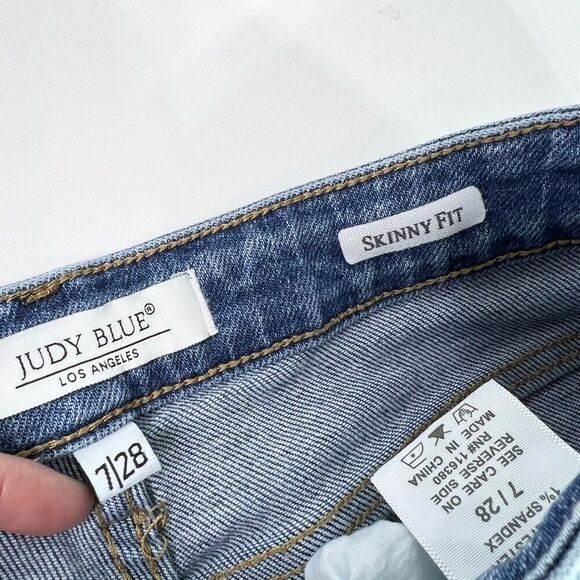 JUDY BLUE®
LOS ANGELES
SKINNY FIT
7/28
1% SPANDEX
7 / 28
SEE CARE ON
REVERSE SIDE
RN# 116380
MADE IN CHINA